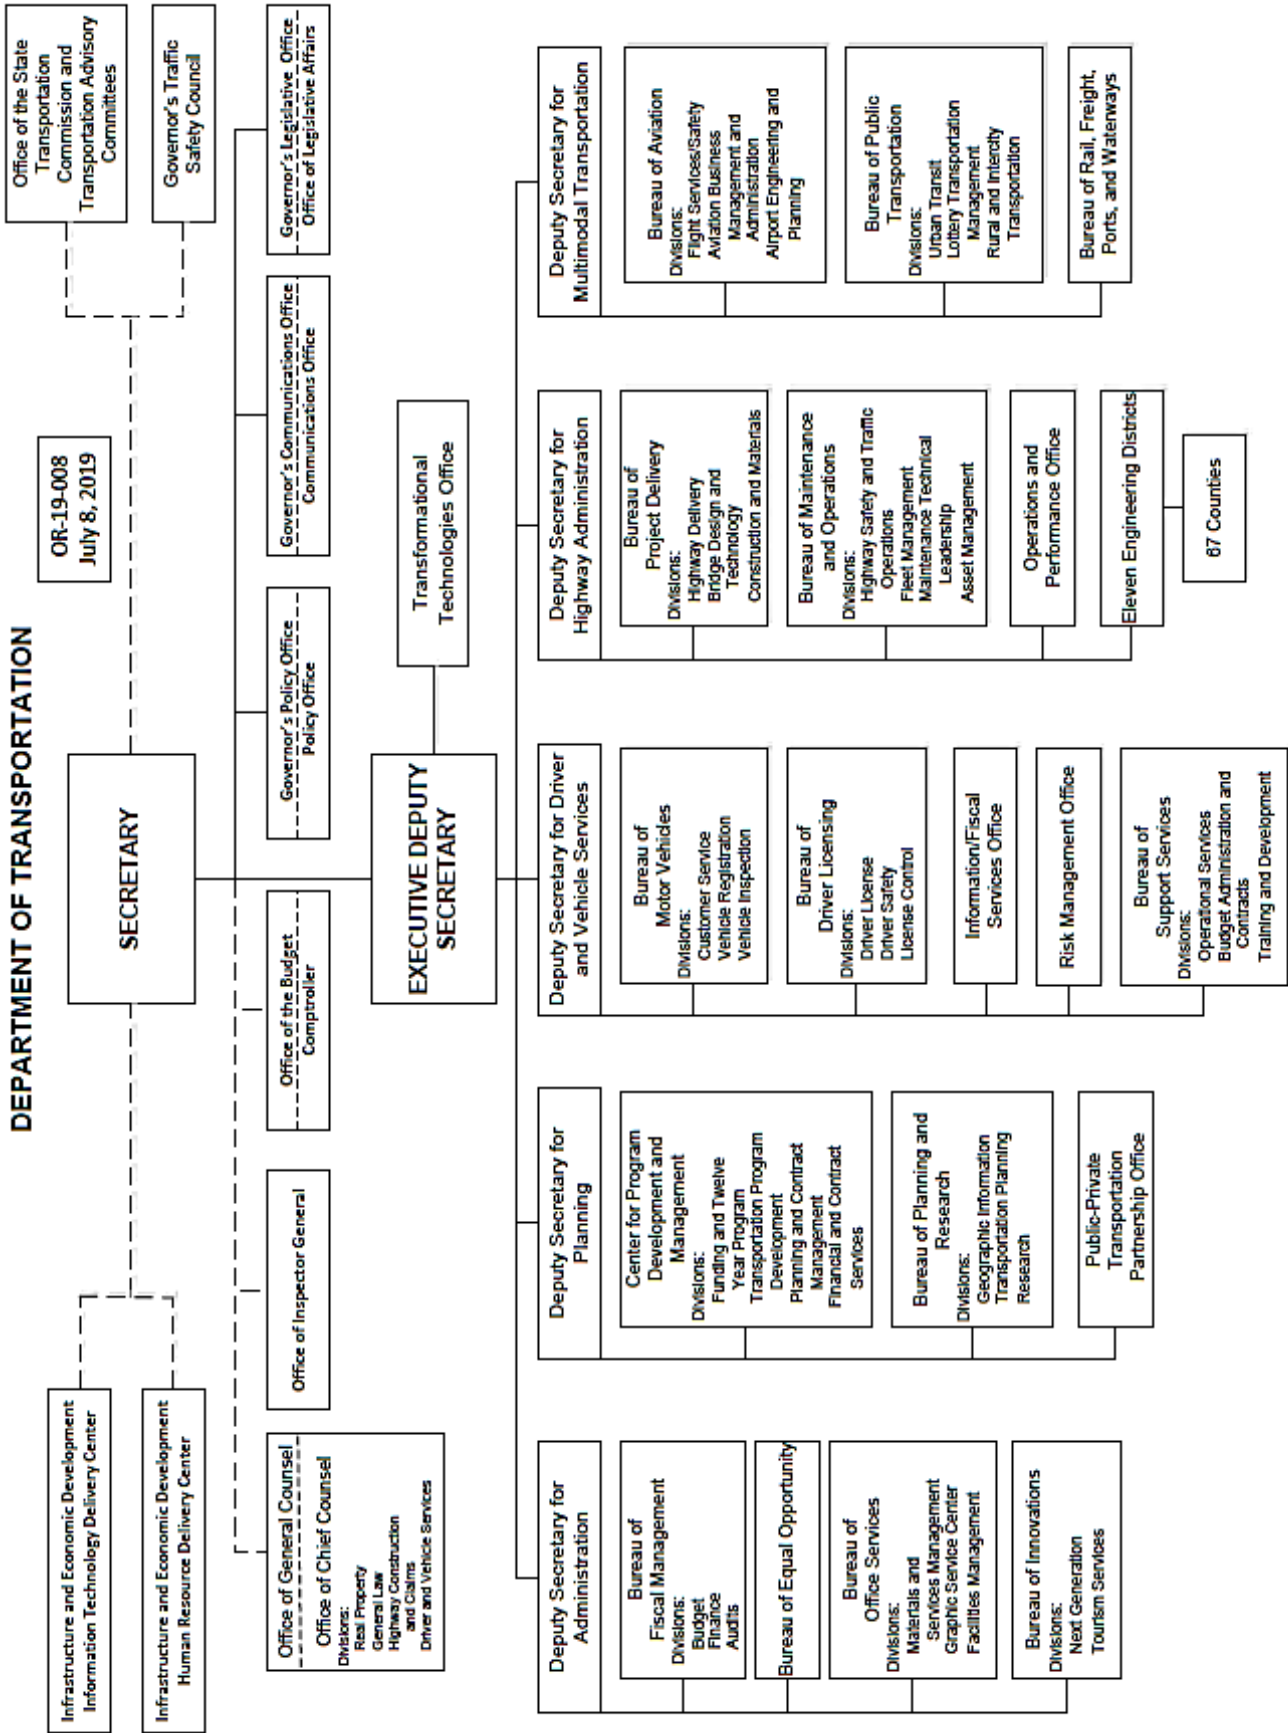 DEPARTMENT OF TRANSPORTATION
OR-19-008
July 8, 2019
Infrastructure and Economic Development
Information Technology Delivery Center
Infrastructure and Economic Development
Human Resource Delivery Center
SECRETARY
Office of the State
Transportation
Commission and
Transportation Advisory
Committees
Governor's Traffic
Safety Council
Office of General Counsel
Office of Chief Counsel
Divisions:
Real Property
General Law
Highway Construction
and Claims
Driver and Vehicle Services
Office of Inspector General
Office of the Budget
Comptroller
Governor's Policy Office
Policy Office
Governor's Communications Office
Communications Office
Governor's Legislative Office
Office of Legislative Affairs
EXECUTIVE DEPUTY
SECRETARY
Transformational
Technologies Office
Deputy Secretary for
Administration
Bureau of
Fiscal Management
Divisions:
Budget
Finance
Audits
Bureau of Equal Opportunity
Bureau of
Office Services
Divisions:
Materials and
Services Management
Graphic Service Center
Facilities Management
Bureau of Innovations
Divisions:
Next Generation
Tourism Services
Deputy Secretary for
Planning
Center for Program
Development and
Management
Divisions:
Funding and Twelve
Year Program
Transportation Program
Development
Planning and Contract
Management
Financial and Contract
Services
Bureau of Planning and
Research
Divisions:
Geographic Information
Transportation Planning
Research
Public-Private
Transportation
Partnership Office
Deputy Secretary for Driver
and Vehicle Services
Bureau of
Motor Vehicles
Divisions:
Customer Service
Vehicle Registration
Vehicle Inspection
Bureau of
Driver Licensing
Divisions:
Driver License
Driver Safety
License Control
Information/Fiscal
Services Office
Risk Management Office
Bureau of
Support Services
Divisions:
Operational Services
Budget Administration and
Contracts
Training and Development
Deputy Secretary for
Highway Administration
Bureau of
Project Delivery
Divisions:
Highway Delivery
Bridge Design and
Technology
Construction and Materials
Bureau of Maintenance
and Operations
Divisions:
Highway Safety and Traffic
Operations
Fleet Management
Maintenance Technical
Leadership
Asset Management
Operations and
Performance Office
Eleven Engineering Districts
67 Counties
Deputy Secretary for
Multimodal Transportation
Bureau of Aviation
Divisions:
Flight Services/Safety
Aviation Business
Management and
Administration
Airport Engineering and
Planning
Bureau of Public
Transportation
Divisions:
Urban Transit
Lottery Transportation
Management
Rural and Intercity
Transportation
Bureau of Rail, Freight,
Ports, and Waterways